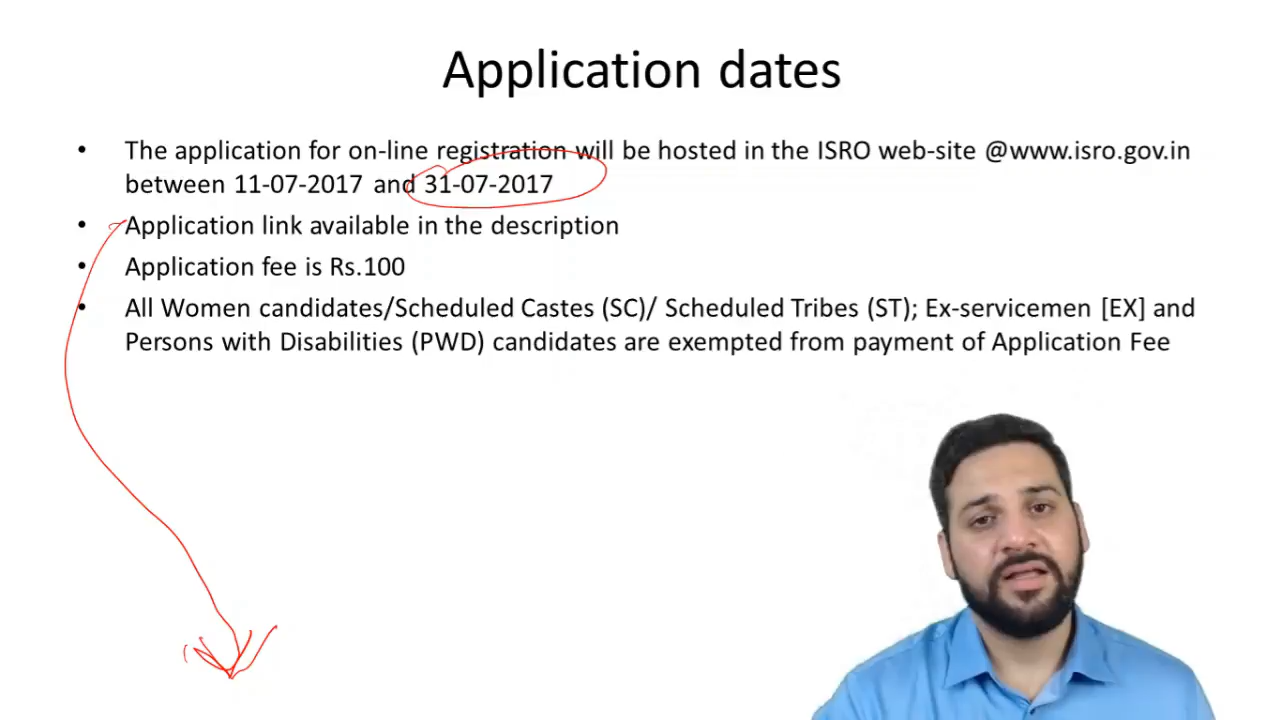 Application dates
• The application for on-line registration will be hosted in the ISRO web-site @www.isro.gov.in
between 11-07-2017 and 31-07-2017
• Application link available in the description
• Application fee is Rs.100
• All Women candidates/Scheduled Castes (SC)/ Scheduled Tribes (ST); Ex-servicemen [EX] and
Persons with Disabilities (PWD) candidates are exempted from payment of Application Fee